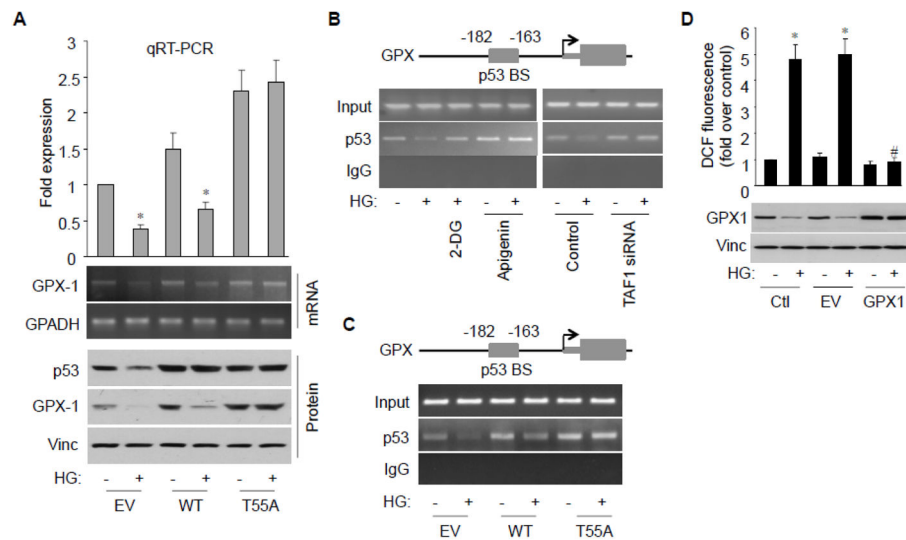 A
qRT-PCR
Fold expression
3
2.5
2
1.5
1
0.5
0
*
*
GPX-1
GPADH
mRNA
p53
GPX-1
Vinc
Protein
HG: - + - + - +
EV WT T55A
B
-182 -163
GPX
p53 BS
Input
p53
IgG
HG: - + + - + - + - +
2-DG
Apigenin
Control
TAF1 siRNA
C
-182 -163
GPX
p53 BS
Input
p53
IgG
HG: - + - + - +
EV WT T55A
D
DCF fluorescence
(fold over control)
6
5
4
3
2
1
0
* * #
GPX1
Vinc
HG: - + - + - +
Ctl EV GPX1